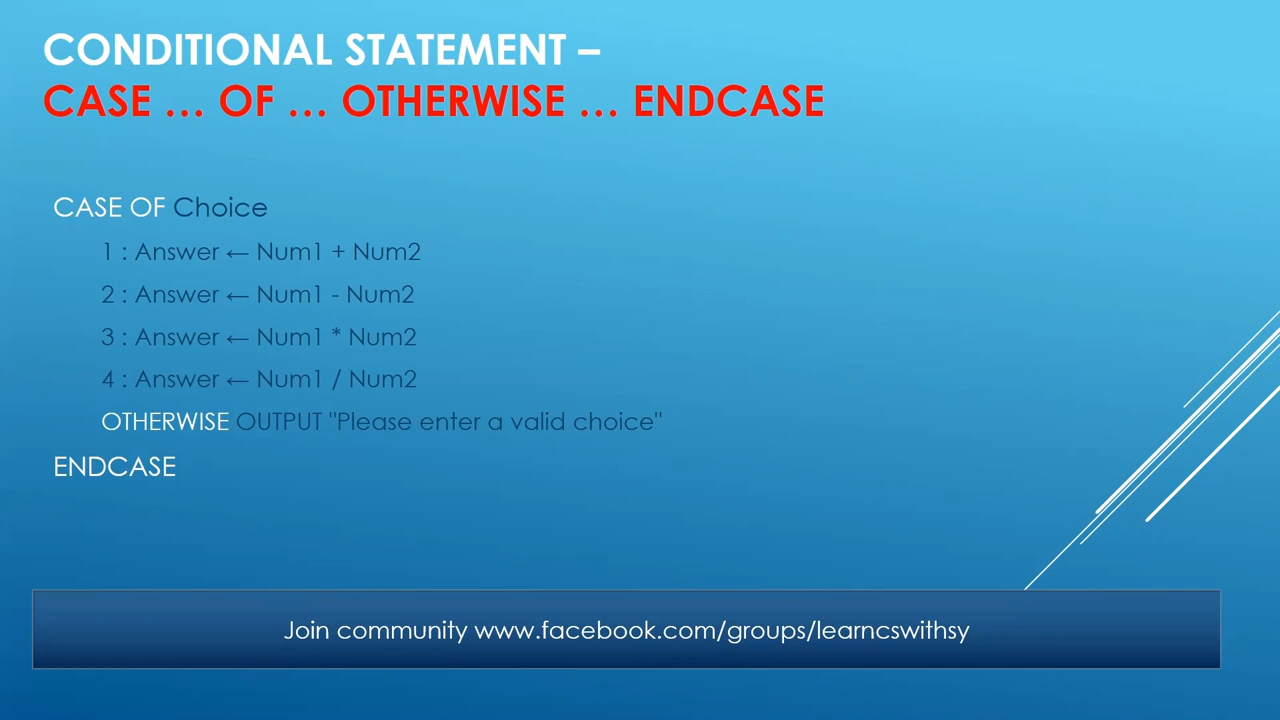 CONDITIONAL STATEMENT –
CASE … OF … OTHERWISE … ENDCASE
CASE OF Choice
1 : Answer ← Num1 + Num2
2 : Answer ← Num1 - Num2
3 : Answer ← Num1 * Num2
4 : Answer ← Num1 / Num2
OTHERWISE OUTPUT "Please enter a valid choice"
ENDCASE
Join community www.facebook.com/groups/learncswithsy